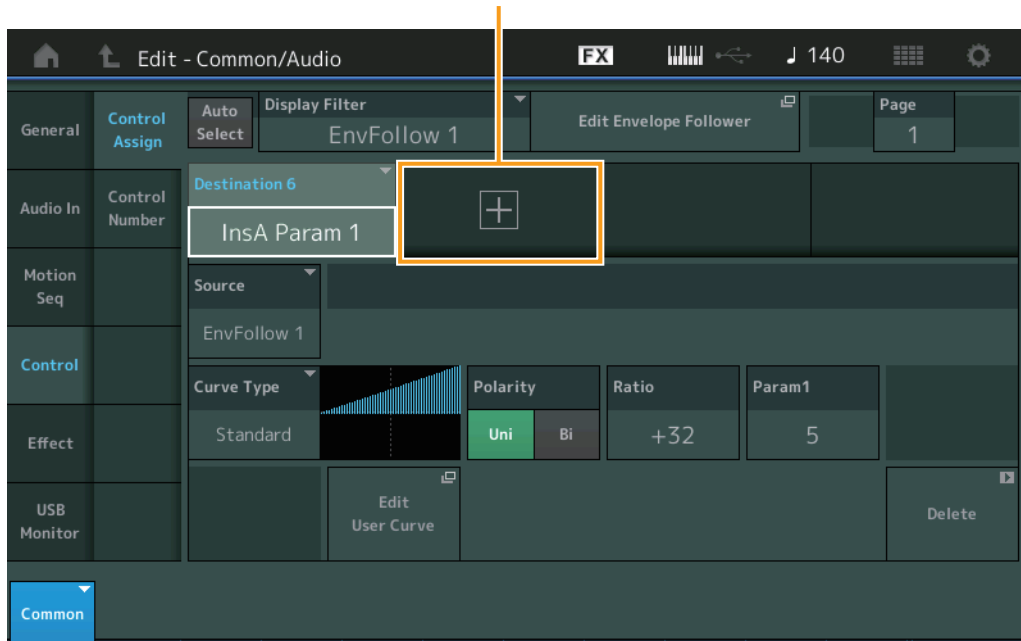 Edit - Common/Audio
FX
140
General
Control
Assign
Auto
Select
Display Filter
EnvFollow 1
Edit Envelope Follower
Page
1
Audio In
Control
Number
Destination 6
InsA Param 1
Motion
Seq
Source
EnvFollow 1
Control
Curve Type
Standard
Polarity
Uni
Bi
Ratio
+32
Param1
5
Effect
USB
Monitor
Edit
User Curve
Delete
Common